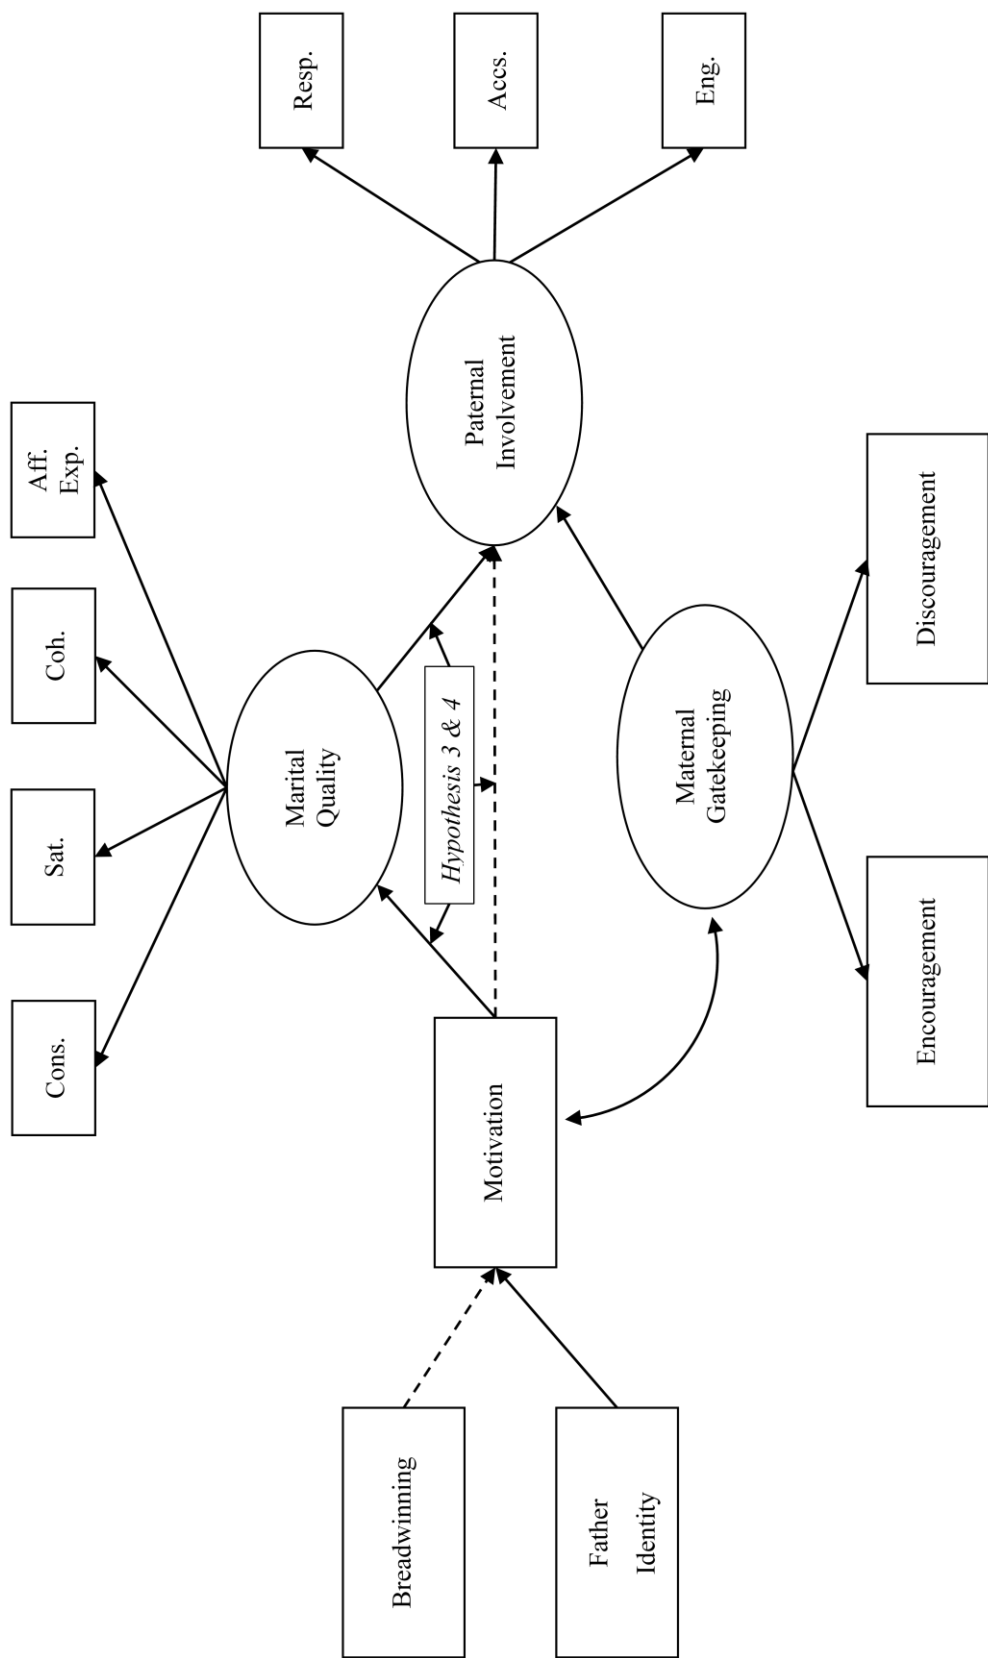 Cons.
Sat.
Coh.
Aff.
Exp.
Resp.
Marital
Quality
Breadwinning
Hypothesis 3 & 4
Motivation
Paternal
Involvement
Accs.
Father
Identity
Maternal
Gatekeeping
Eng.
Encouragement
Discouragement